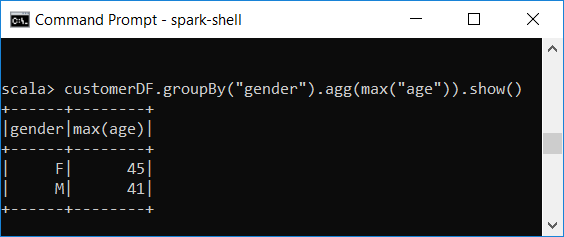 Command Prompt - spark-shell
scala> customerDF.groupBy("gender").agg(max("age")).show()
+------+--------+
|gender|max(age)|
+------+--------+
|     F|      45|
|     M|      41|
+------+--------+